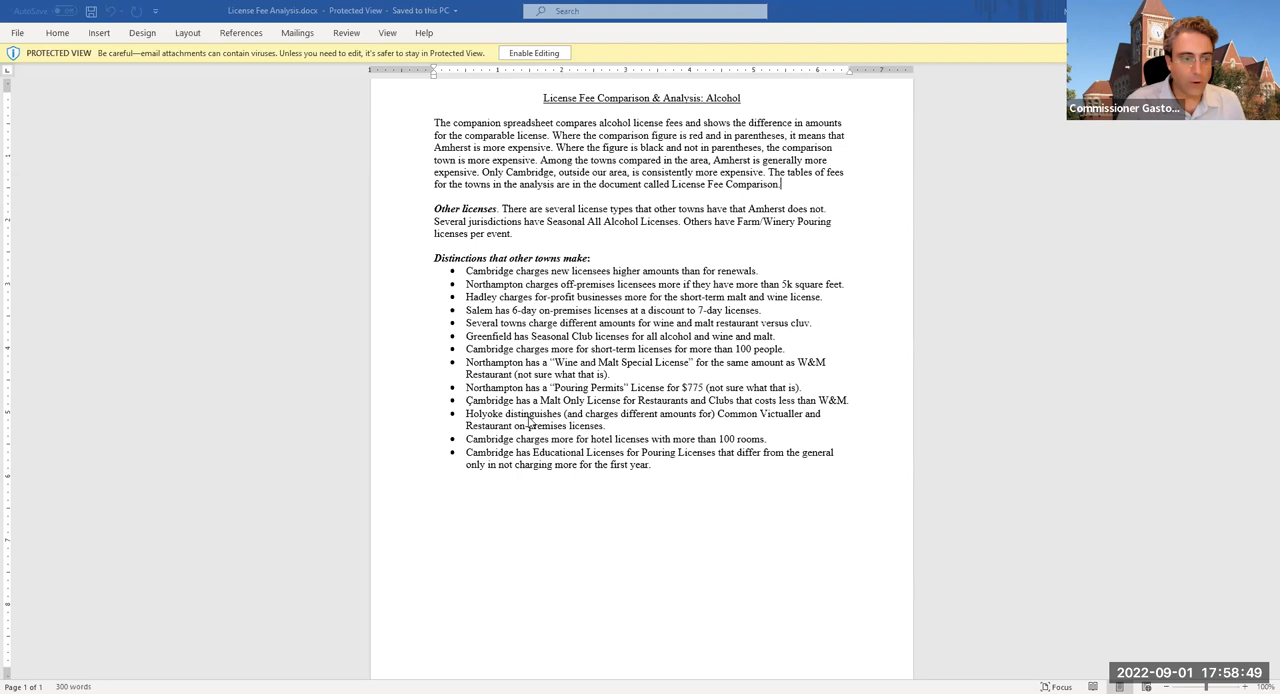 AutoSave
Off
License Fee Analysis.docx - Protected View - Saved to this PC
Search
File Home Insert Design Layout References Mailings Review View Help
PROTECTED VIEW Be careful—email attachments can contain viruses. Unless you need to edit, it's safer to stay in Protected View. Enable Editing
Commissioner Gasto...
1 1 2 3 4 5 6 7
License Fee Comparison & Analysis: Alcohol
The companion spreadsheet compares alcohol license fees and shows the difference in amounts
for the comparable license. Where the comparison figure is red and in parentheses, it means that
Amherst is more expensive. Where the figure is black and not in parentheses, the comparison
town is more expensive. Among the towns compared in the area, Amherst is generally more
expensive. Only Cambridge, outside our area, is consistently more expensive. The tables of fees
for the towns in the analysis are in the document called License Fee Comparison.
Other licenses. There are several license types that other towns have that Amherst does not.
Several jurisdictions have Seasonal All Alcohol Licenses. Others have Farm/Winery Pouring
licenses per event.
Distinctions that other towns make:
• Cambridge charges new licensees higher amounts than for renewals.
• Northampton charges off-premises licensees more if they have more than 5k square feet.
• Hadley charges for-profit businesses more for the short-term malt and wine license.
• Salem has 6-day on-premises licenses at a discount to 7-day licenses.
• Several towns charge different amounts for wine and malt restaurant versus cluv.
• Greenfield has Seasonal Club licenses for all alcohol and wine and malt.
• Cambridge charges more for short-term licenses for more than 100 people.
• Northampton has a “Wine and Malt Special License” for the same amount as W&M
Restaurant (not sure what that is).
• Northampton has a “Pouring Permits” License for $775 (not sure what that is).
• Cambridge has a Malt Only License for Restaurants and Clubs that costs less than W&M.
• Holyoke distinguishes (and charges different amounts for) Common Victualler and
Restaurant on-premises licenses.
• Cambridge charges more for hotel licenses with more than 100 rooms.
• Cambridge has Educational Licenses for Pouring Licenses that differ from the general
only in not charging more for the first year.
2022-09-01 17:58:49
Page 1 of 1 300 words Focus 100%